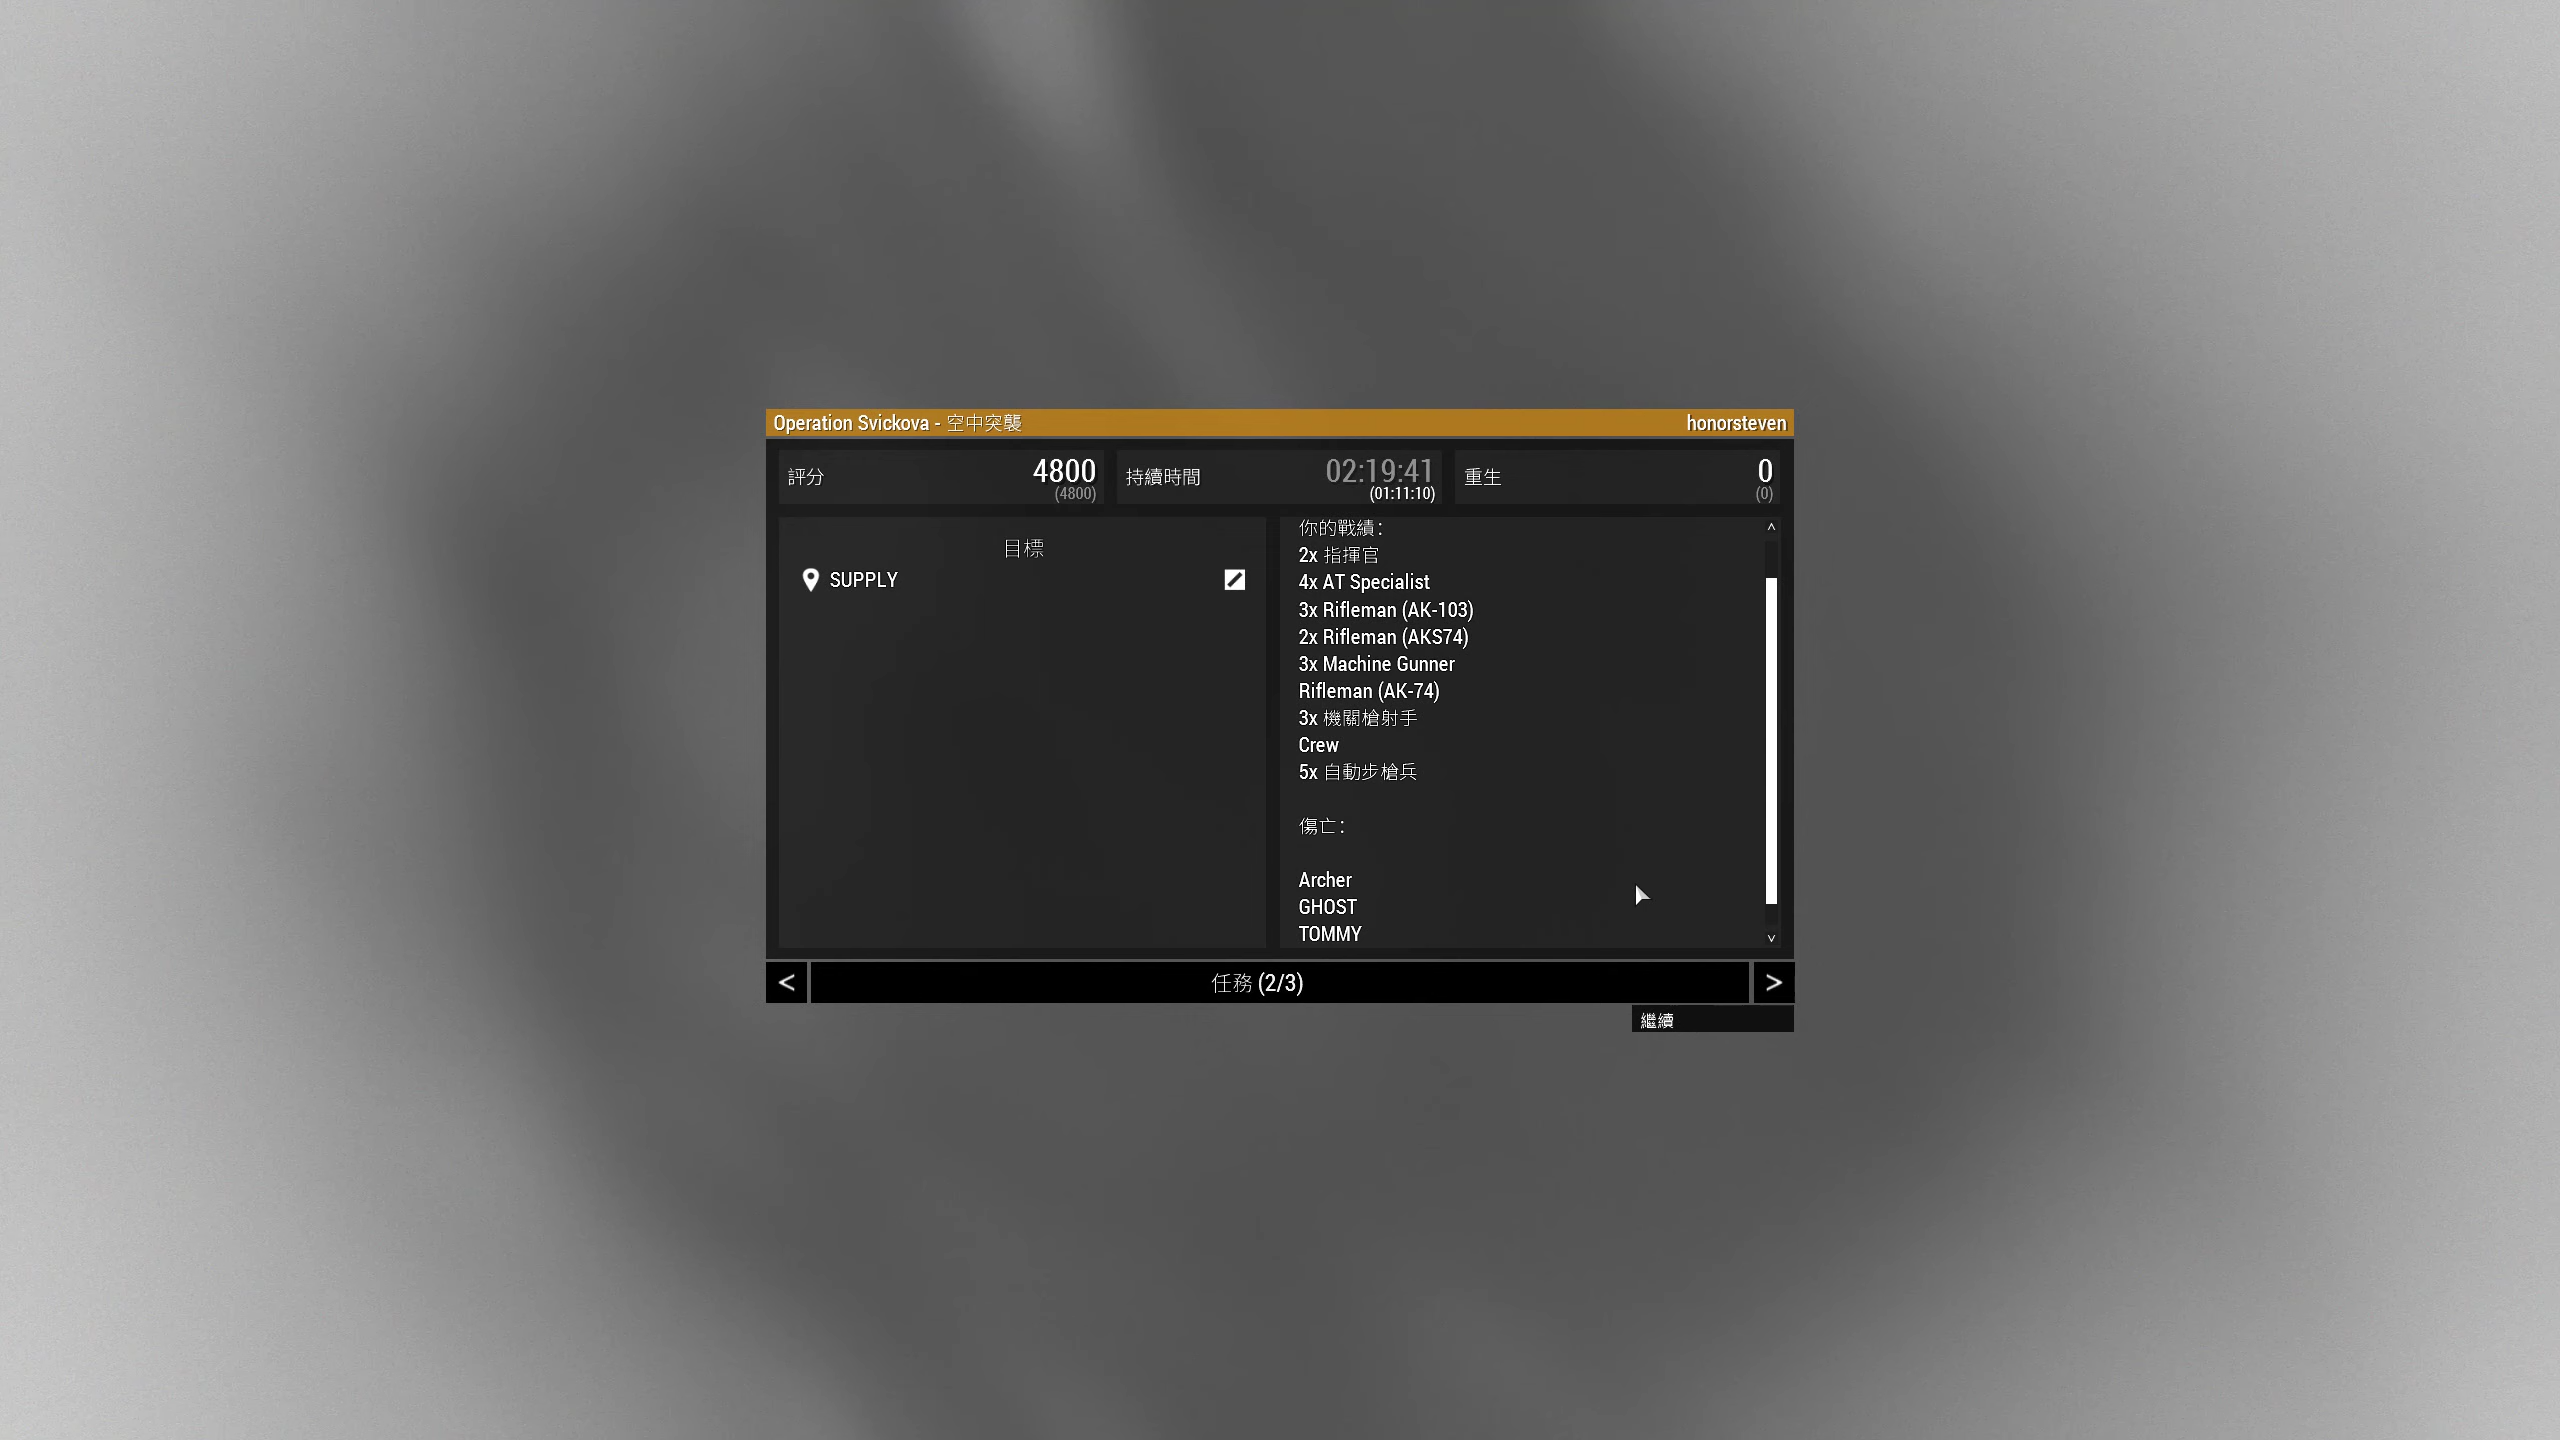 Operation Svickova - 空中突襲
honorsteven
評分
4800
(4800)
持續時間
02:19:41
(01:11:10)
重生
0
(0)
目標
SUPPLY
你的戰績:
2x 指揮官
4x AT Specialist
3x Rifleman (AK-103)
2x Rifleman (AKS74)
3x Machine Gunner
Rifleman (AK-74)
3x 機關槍射手
Crew
5x 自動步槍兵
傷亡:
Archer
GHOST
TOMMY
< 任務 (2/3) >
繼續